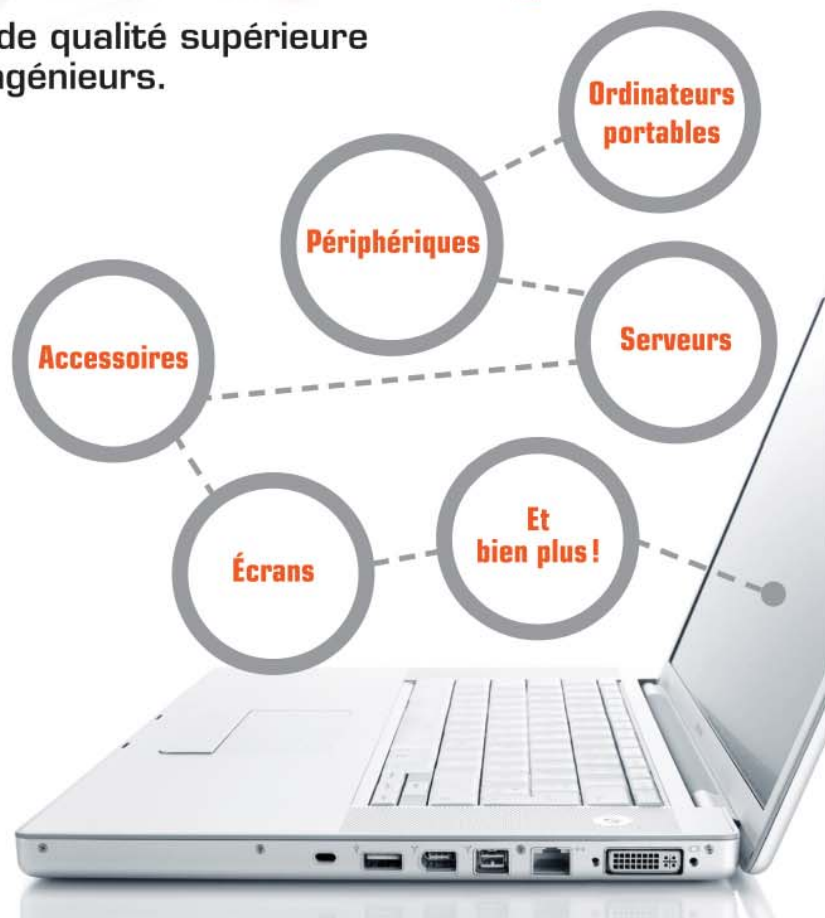 de qualité supérieure
ngénieurs.
Ordinateurs
portables
Périphériques
Serveurs
Accessoires
Et
bien plus!
Écrans